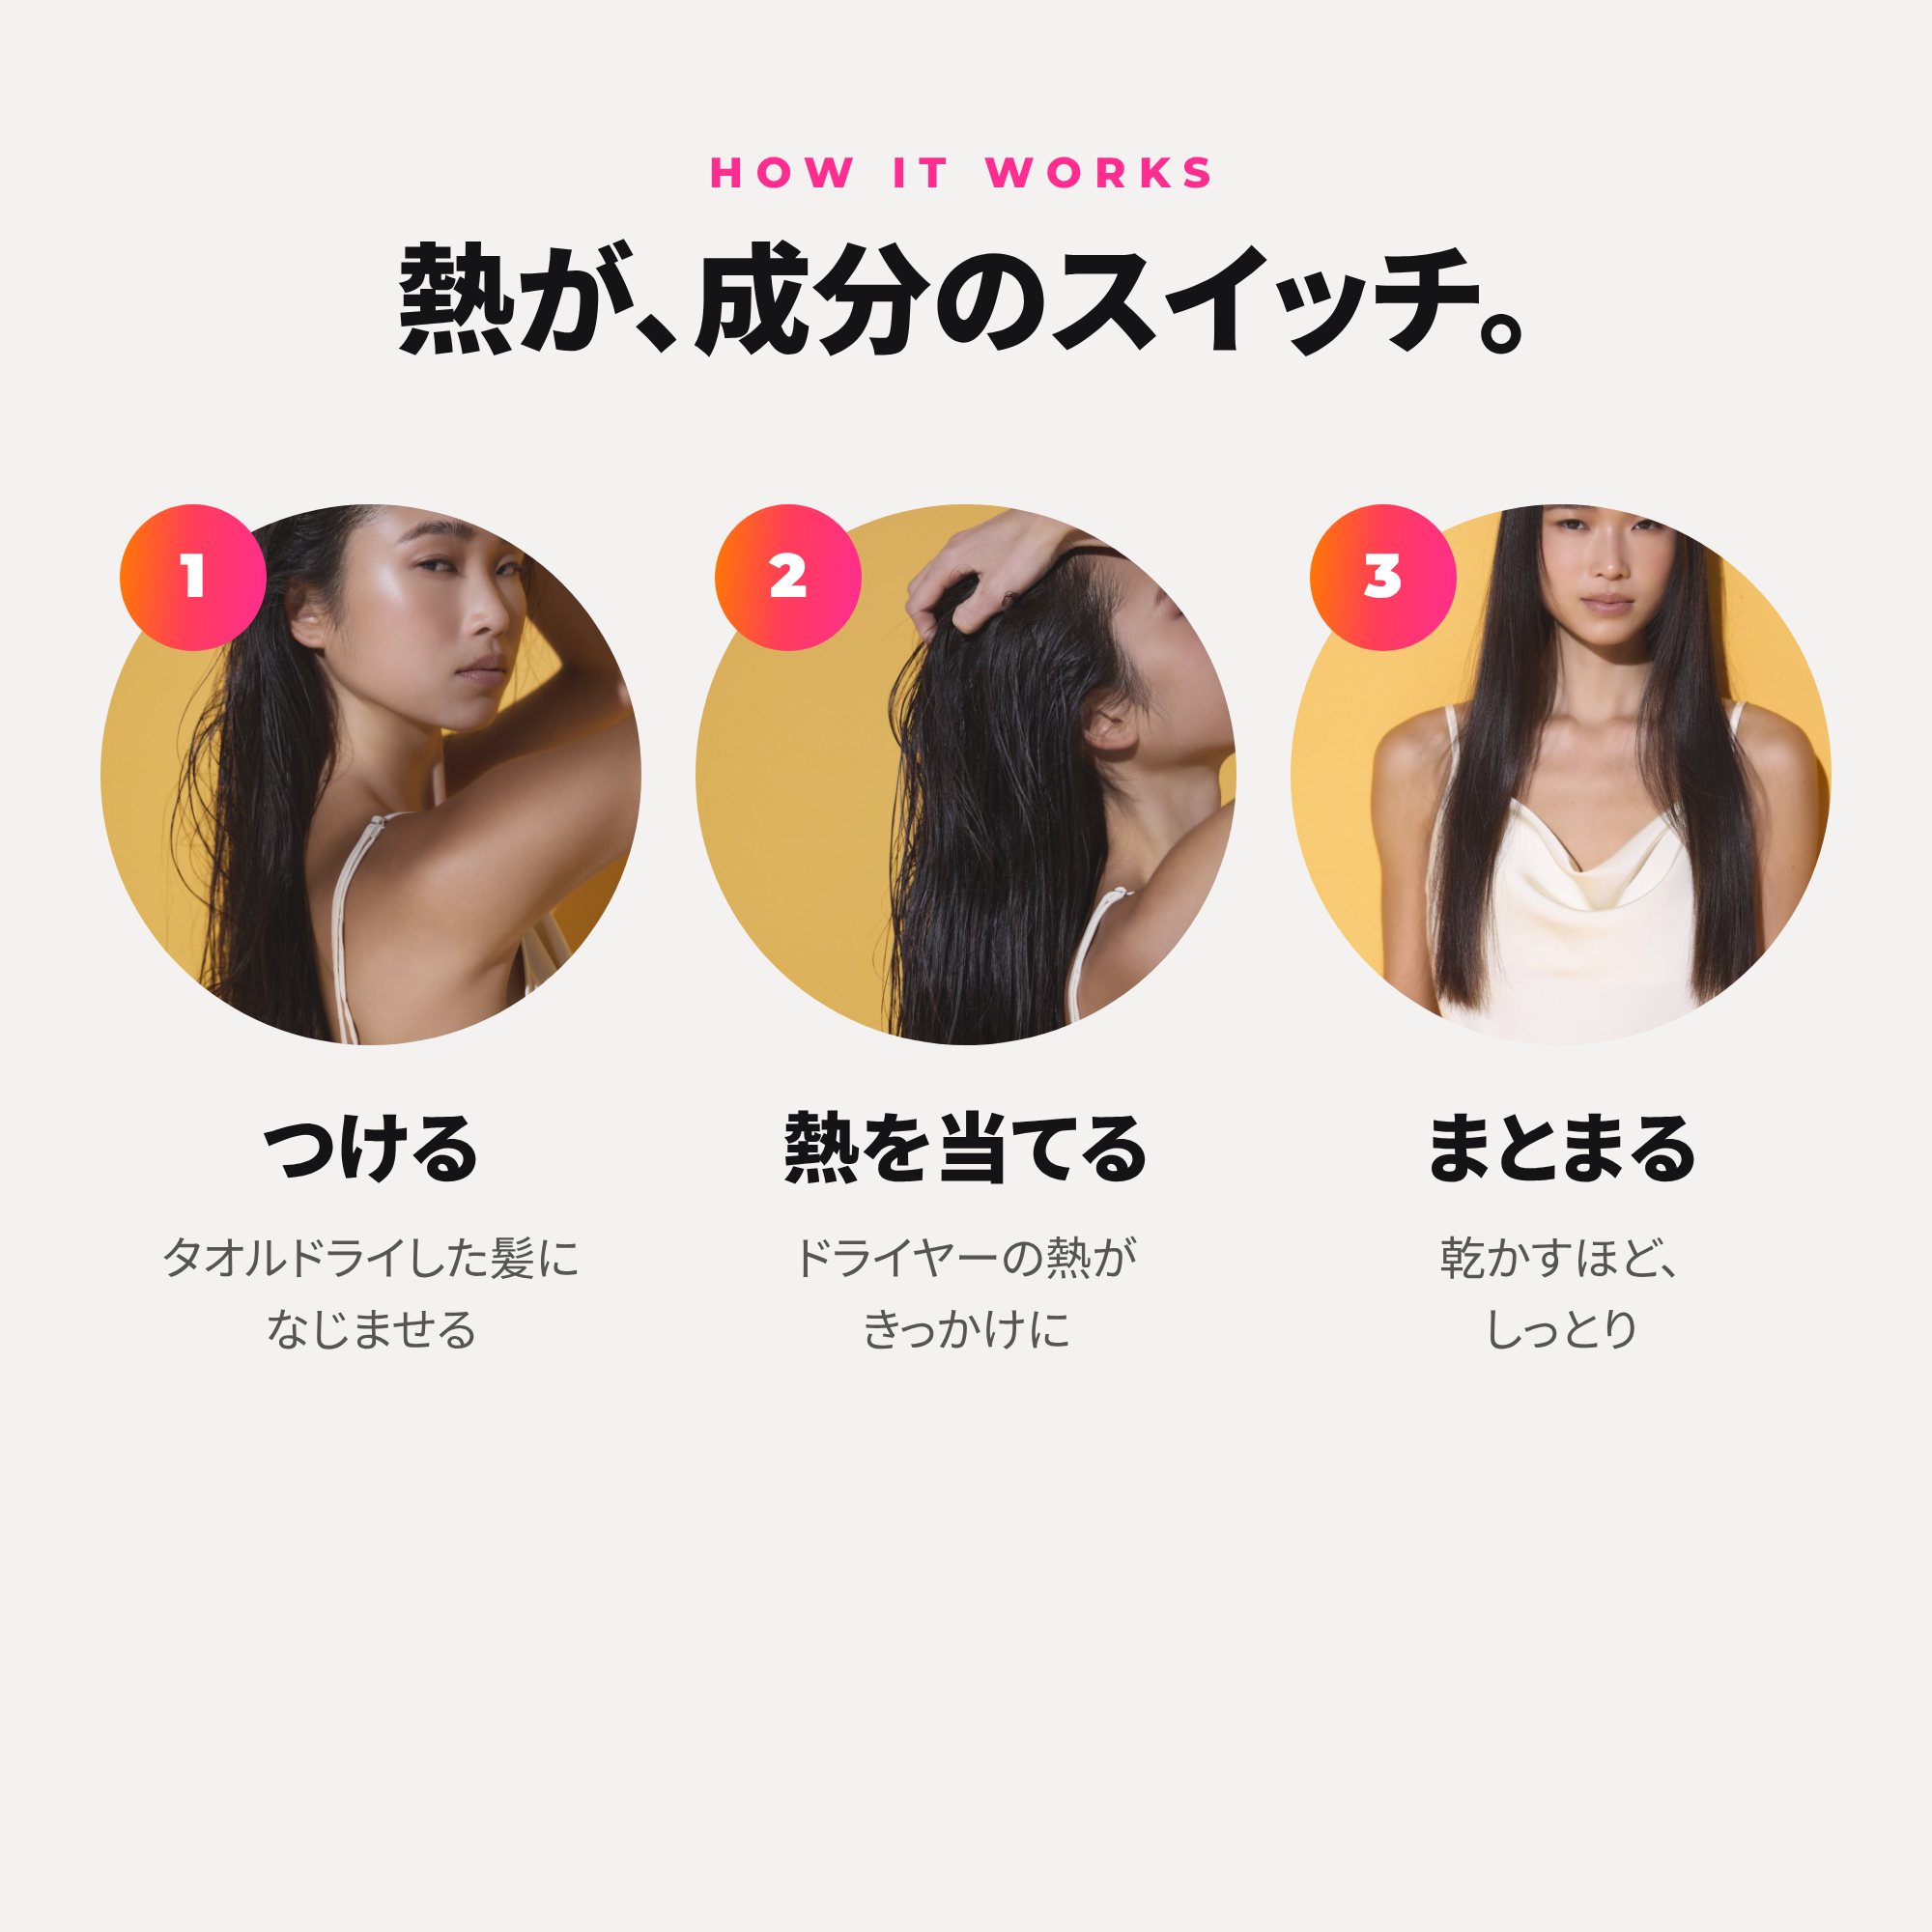 HOW IT WORKS
熱が、成分のスイッチ。
1
2
3
つける
熱を当てる
まとまる
タオルドライした髪に
なじませる
ドライヤーの熱が
きっかけに
乾かすほど、
しっとり